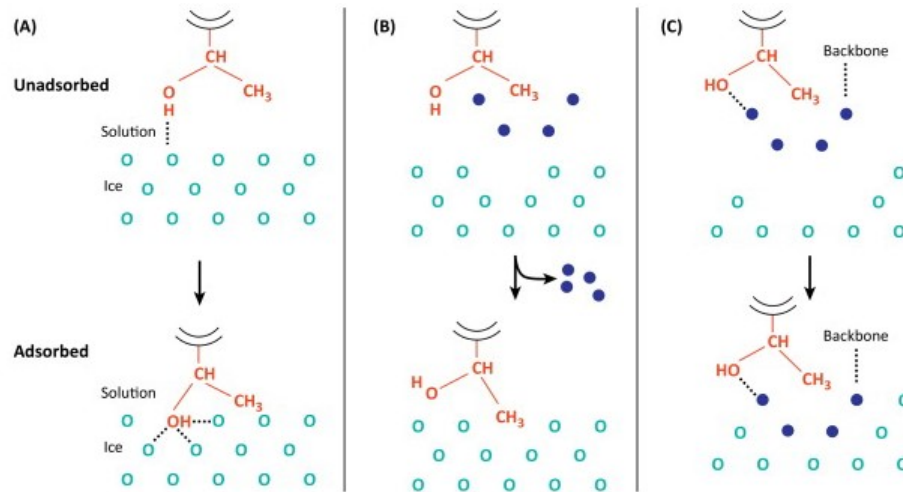 (A)
Unadsorbed
CH
O
H
CH3
Solution
O O O O O
Ice O O O O
O O O O O
Adsorbed
Solution
CH
CH3
O OH O O O
Ice O O O O
O O O O O
(B)
CH
O
H
CH3
O O O O
O O O O
O O O O O
CH
H
O
CH3
O O O O
O O O O
O O O O O
(C)
Backbone
CH
HO
CH3
O
O O
O O O O O
Backbone
CH
HO
CH3
O
O O
O O O O O